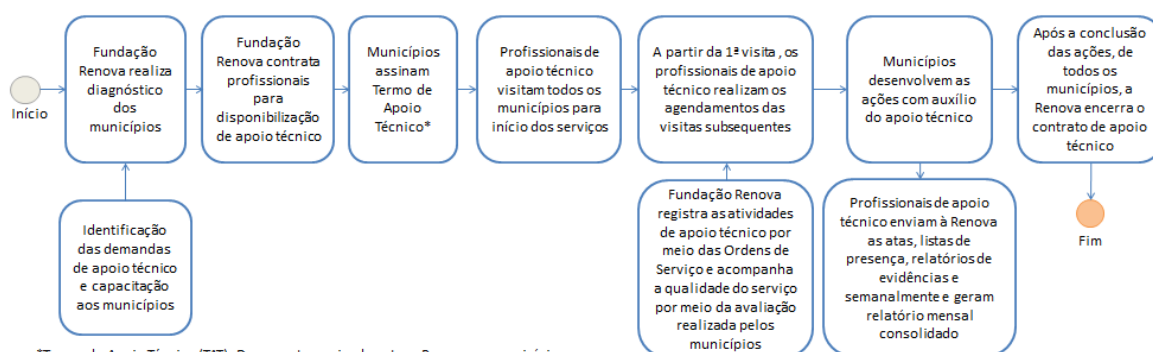 Início
Fundação
Renova realiza
diagnóstico
dos
municípios
Fundação
Renova contrata
profissionais
para
disponibilização
de apoio técnico
Municípios
assinam
Termo de
Apoio
Técnico*
Profissionais de
apoio técnico
visitam todos os
municípios para
início dos serviços
A partir da 1ª visita , os
profissionais de apoio
técnico realizam os
agendamentos das
visitas subsequentes
Municípios
desenvolvem as
ações com auxílio
do apoio técnico
Após a conclusão
das ações, de
todos os
municípios, a
Renova encerra o
contrato de apoio
técnico
Identificação
das demandas
de apoio técnico
e capacitação
aos municípios
Fundação Renova
registra as atividades
de apoio técnico por
meio das Ordens de
Serviço e acompanha
a qualidade do serviço
por meio da avaliação
realizada pelos
municípios
Profissionais de apoio
técnico enviam à Renova
as atas, listas de
presença, relatórios de
evidências e
semanalmente e geram
relatório mensal
consolidado
Fim